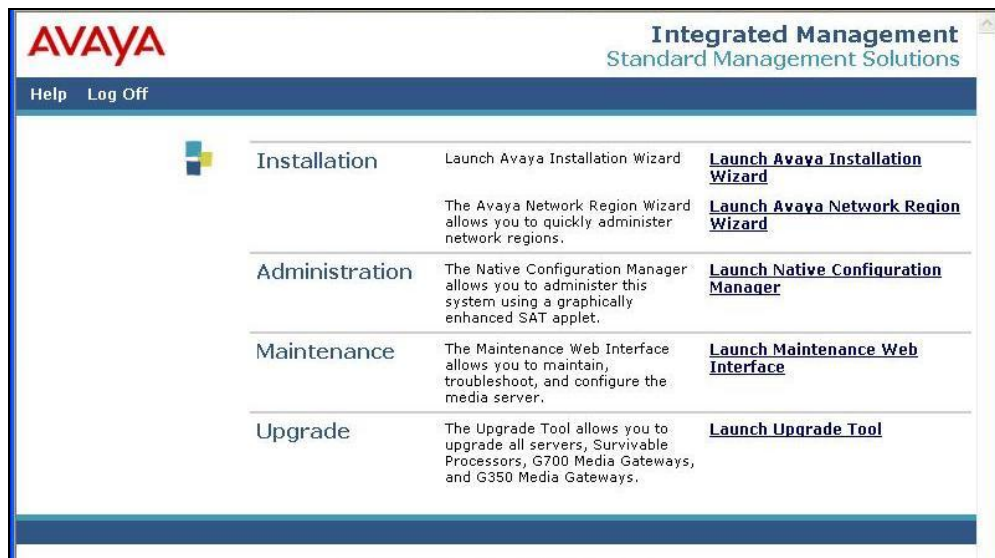 AVAYA
Integrated Management
Standard Management Solutions
Help Log Off
Installation
Launch Avaya Installation Wizard
Launch Avaya Installation
Wizard
The Avaya Network Region Wizard
allows you to quickly administer
network regions.
Launch Avaya Network Region
Wizard
Administration
The Native Configuration Manager
allows you to administer this
system using a graphically
enhanced SAT applet.
Launch Native Configuration
Manager
Maintenance
The Maintenance Web Interface
allows you to maintain,
troubleshoot, and configure the
media server.
Launch Maintenance Web
Interface
Upgrade
The Upgrade Tool allows you to
upgrade all servers, Survivable
Processors, G700 Media Gateways,
and G350 Media Gateways.
Launch Upgrade Tool